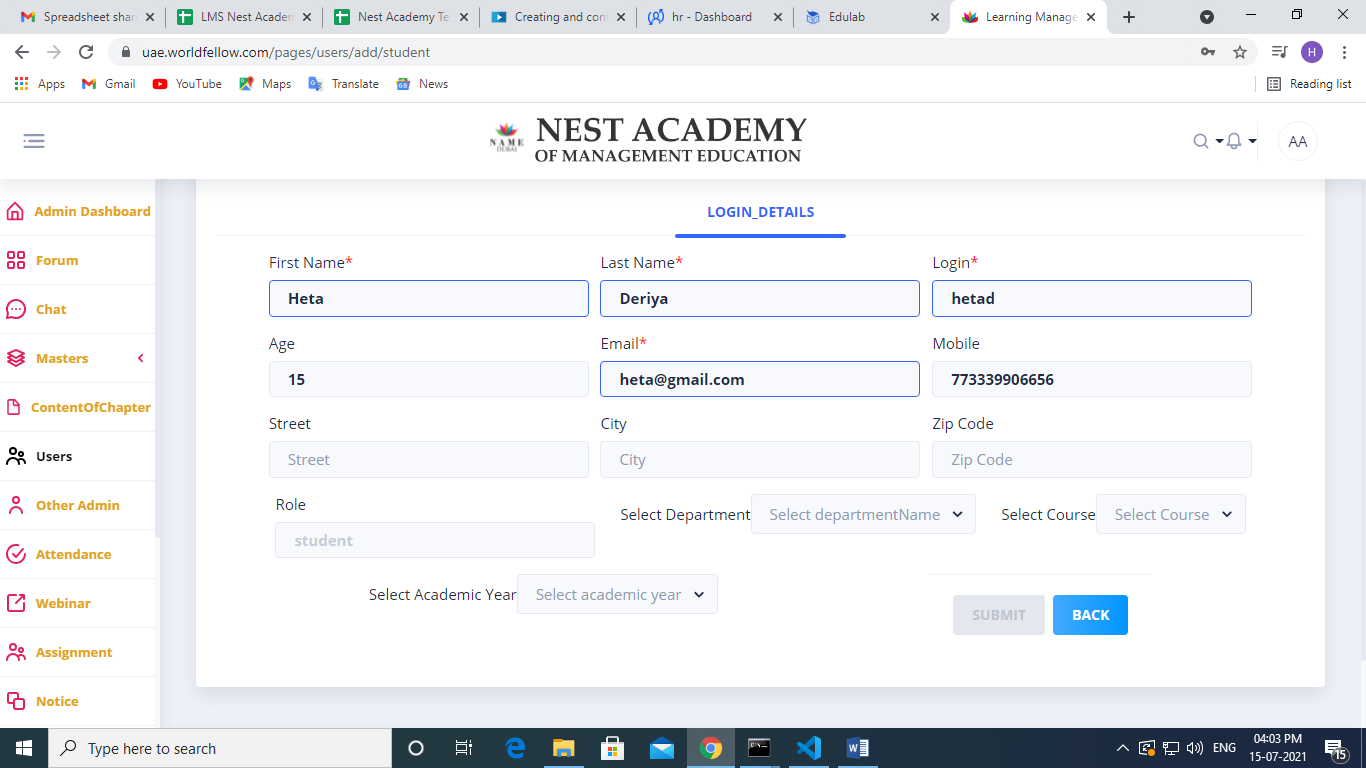 Spreadsheet shar
LMS Nest Academ
Nest Academy Te
Creating and con
hr - Dashboard
Edulab
Learning Manage
uae.worldfellow.com/pages/users/add/student
H
Apps
Gmail
YouTube
Maps
Translate
News
Reading list
NAME
DUBAI
NEST ACADEMY
OF MANAGEMENT EDUCATION
AA
Admin Dashboard
Forum
Chat
Masters
ContentOfChapter
Users
Other Admin
Attendance
Webinar
Assignment
Notice
LOGIN_DETAILS
First Name* Last Name* Login*
Heta Deriya hetad
Age Email* Mobile
15 heta@gmail.com 773339906656
Street City Zip Code
Street City Zip Code
Role
student
Select Department Select departmentName
Select Course Select Course
Select Academic Year Select academic year
SUBMIT BACK
Type here to search
ENG
04:03 PM
15-07-2021
15